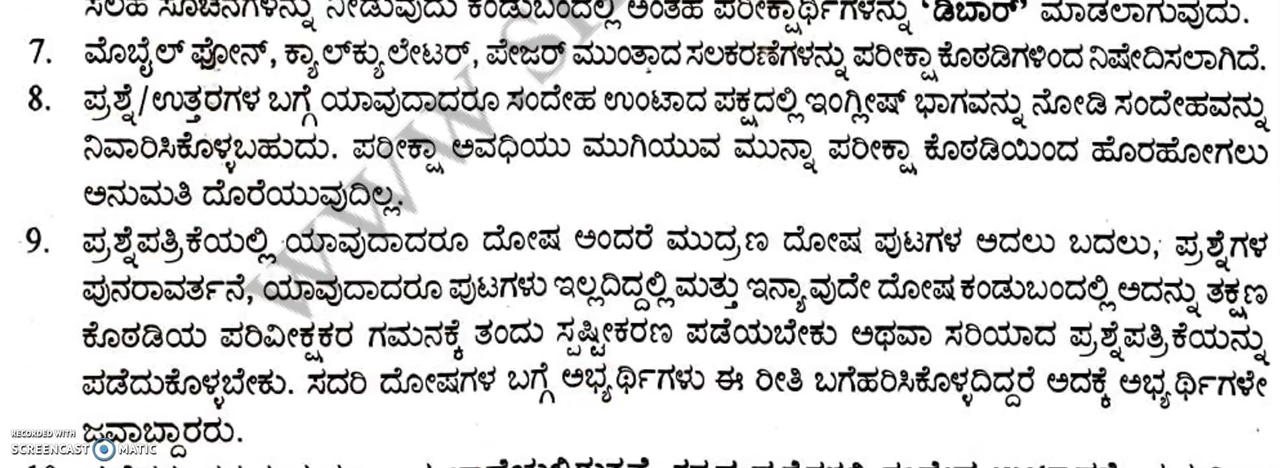 ಸಲಹೆ ಸೂಚನೆಗಳನ್ನು ನೀಡುವುದು ಕಂಡುಬಂದಲ್ಲಿ ಅಂತಹ ಪರೀಕ್ಷಾರ್ಥಿಗಳನ್ನು 'ಡಿಬಾರ್' ಮಾಡಲಾಗುವುದು.
7. ಮೊಬೈಲ್ ಫೋನ್, ಕ್ಯಾಲ್‌ಕ್ಯುಲೇಟರ್, ಪೇಜರ್ ಮುಂತಾದ ಸಲಕರಣೆಗಳನ್ನು ಪರೀಕ್ಷಾ ಕೊಠಡಿಗಳಿಂದ ನಿಷೇದಿಸಲಾಗಿದೆ.
8. ಪ್ರಶ್ನೆ/ಉತ್ತರಗಳ ಬಗ್ಗೆ ಯಾವುದಾದರೂ ಸಂದೇಹ ಉಂಟಾದ ಪಕ್ಷದಲ್ಲಿ ಇಂಗ್ಲೀಷ್ ಭಾಗವನ್ನು ನೋಡಿ ಸಂದೇಹವನ್ನು
ನಿವಾರಿಸಿಕೊಳ್ಳಬಹುದು. ಪರೀಕ್ಷಾ ಅವಧಿಯು ಮುಗಿಯುವ ಮುನ್ನಾ ಪರೀಕ್ಷಾ ಕೊಠಡಿಯಿಂದ ಹೊರಹೋಗಲು
ಅನುಮತಿ ದೊರೆಯುವುದಿಲ್ಲ.
9. ಪ್ರಶ್ನೆಪತ್ರಿಕೆಯಲ್ಲಿ ಯಾವುದಾದರೂ ದೋಷ ಅಂದರೆ ಮುದ್ರಣ ದೋಷ ಪುಟಗಳ ಅದಲು ಬದಲು, ಪ್ರಶ್ನೆಗಳ
ಪುನರಾವರ್ತನೆ, ಯಾವುದಾದರೂ ಪುಟಗಳು ಇಲ್ಲದಿದ್ದಲ್ಲಿ ಮತ್ತು ಇನ್ಯಾವುದೇ ದೋಷ ಕಂಡುಬಂದಲ್ಲಿ ಅದನ್ನು ತಕ್ಷಣ
ಕೊಠಡಿಯ ಪರಿವೀಕ್ಷಕರ ಗಮನಕ್ಕೆ ತಂದು ಸ್ಪಷ್ಟೀಕರಣ ಪಡೆಯಬೇಕು ಅಥವಾ ಸರಿಯಾದ ಪ್ರಶ್ನೆಪತ್ರಿಕೆಯನ್ನು
ಪಡೆದುಕೊಳ್ಳಬೇಕು. ಸದರಿ ದೋಷಗಳ ಬಗ್ಗೆ ಅಭ್ಯರ್ಥಿಗಳು ಈ ರೀತಿ ಬಗೆಹರಿಸಿಕೊಳ್ಳದಿದ್ದರೆ ಅದಕ್ಕೆ ಅಭ್ಯರ್ಥಿಗಳೇ
ಜವಾಬ್ದಾರರು.
RECORDED WITH
SCREENCAST MATIC